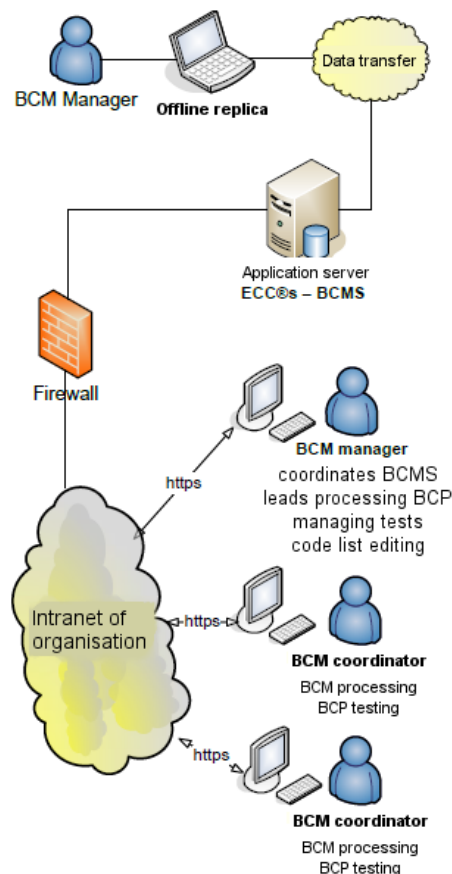 BCM Manager
Offline replica
Data transfer
Application server
ECC®s – BCMS
Firewall
BCM manager
coordinates BCMS
leads processing BCP
managing tests
code list editing
https
Intranet of
organisation
https
BCM coordinator
BCM processing
BCP testing
https
BCM coordinator
BCM processing
BCP testing